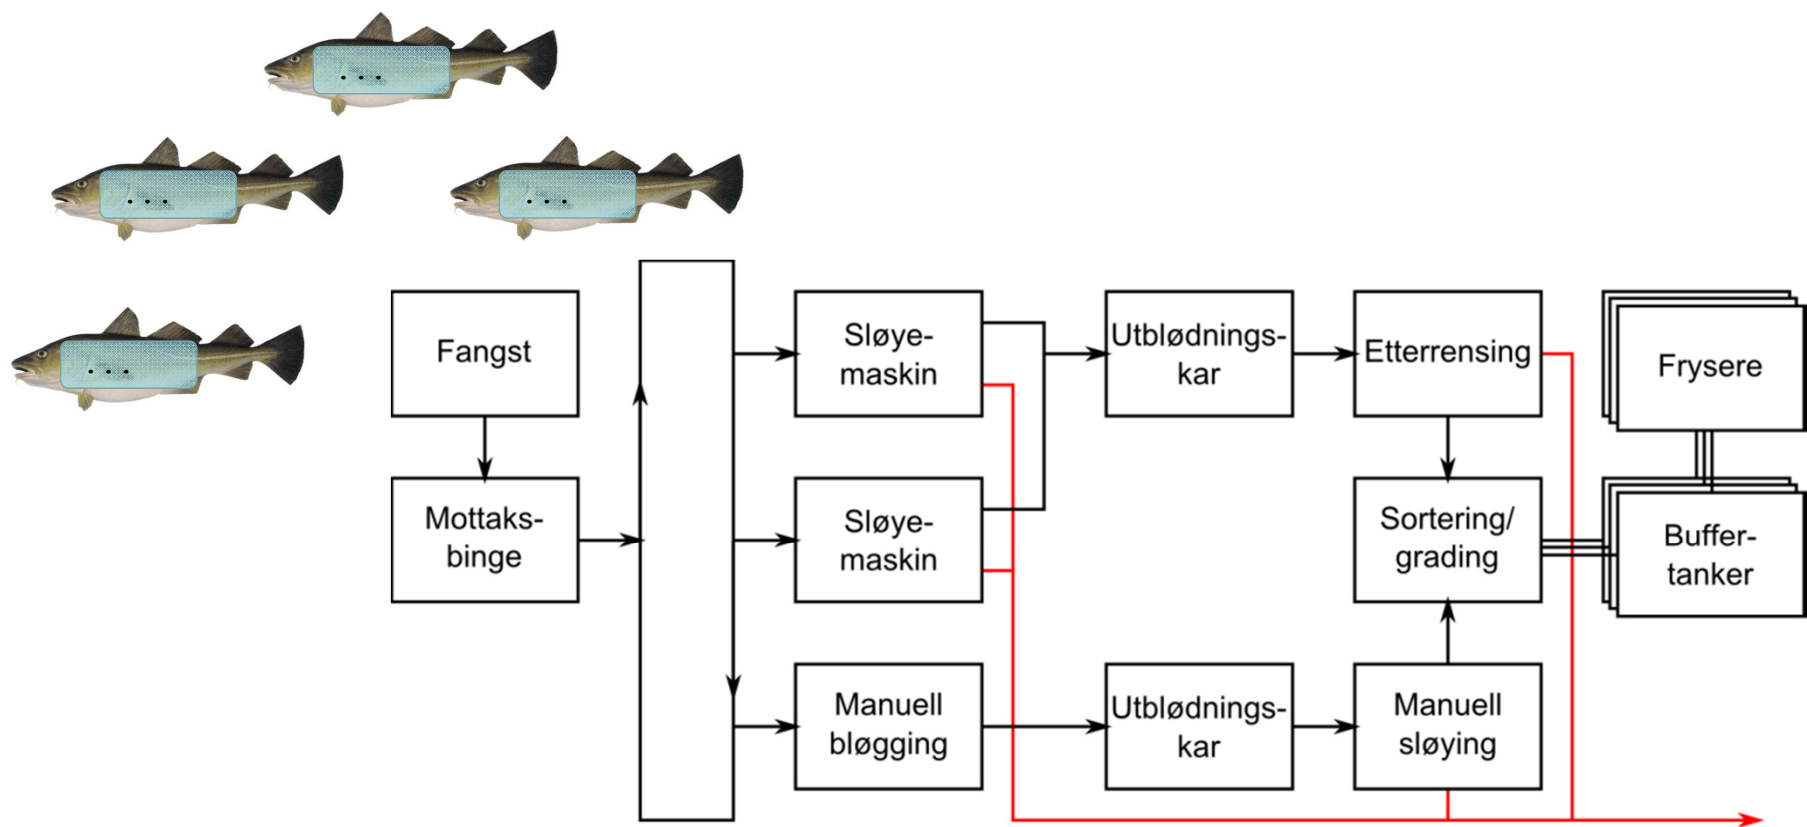 Fangst
Sløye-
maskin
Utblødnings-
kar
Etterrensing
Frysere
Mottaks-
binge
Sløye-
maskin
Sortering/
grading
Buffer-
tanker
Manuell
bløgging
Utblødnings-
kar
Manuell
sløying